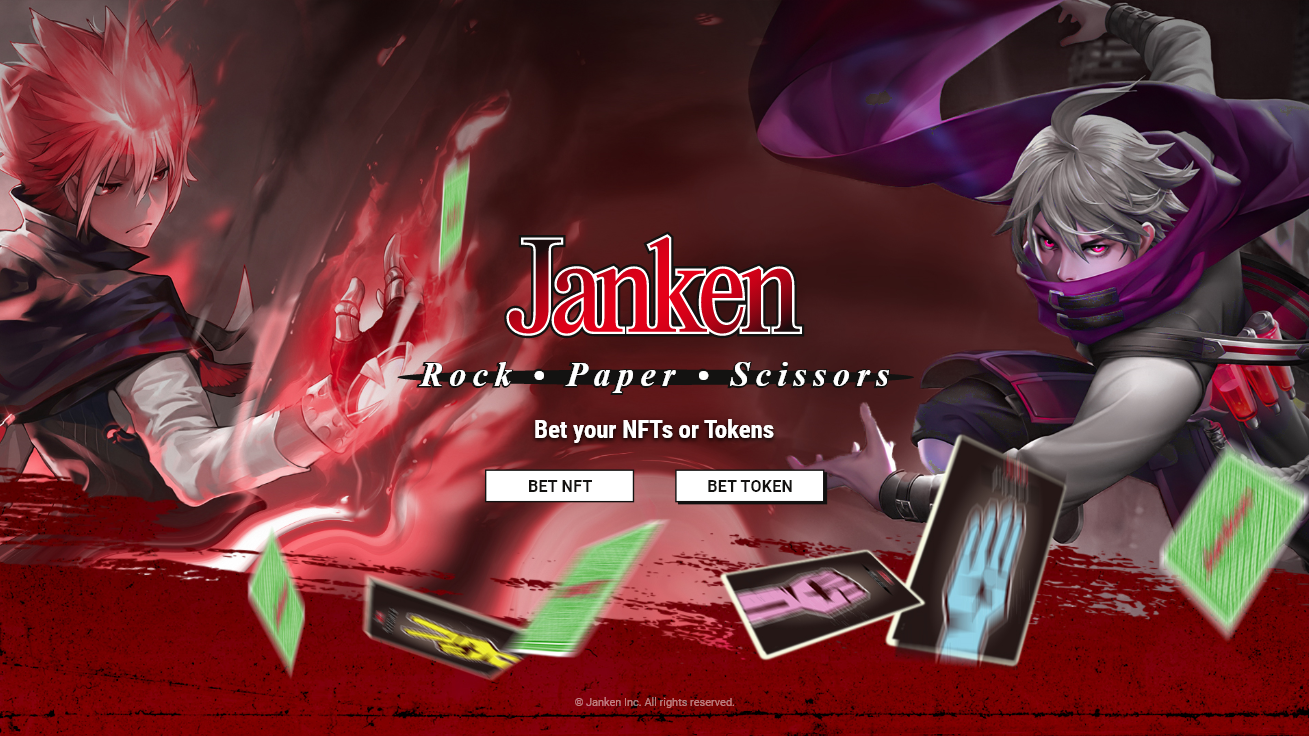 Janken
Rock • Paper • Scissors
Bet your NFTs or Tokens
BET NFT
BET TOKEN
© Janken Inc. All rights reserved.